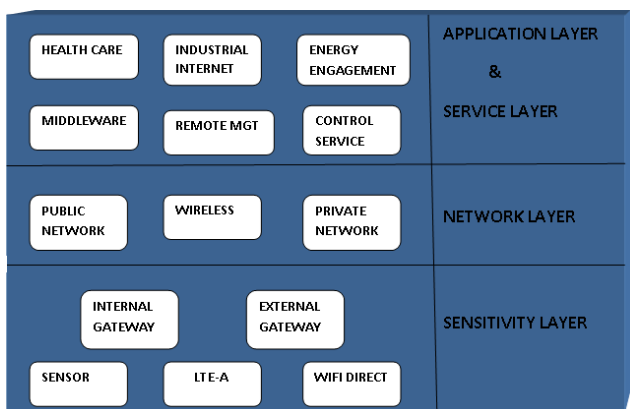 HEALTH CARE
INDUSTRIAL
INTERNET
ENERGY
ENGAGEMENT
APPLICATION LAYER
&
SERVICE LAYER
MIDDLEWARE
REMOTE MGT
CONTROL
SERVICE
PUBLIC
NETWORK
WIRELESS
PRIVATE
NETWORK
NETWORK LAYER
INTERNAL
GATEWAY
EXTERNAL
GATEWAY
SENSITIVITY LAYER
SENSOR
LTE-A
WIFI DIRECT